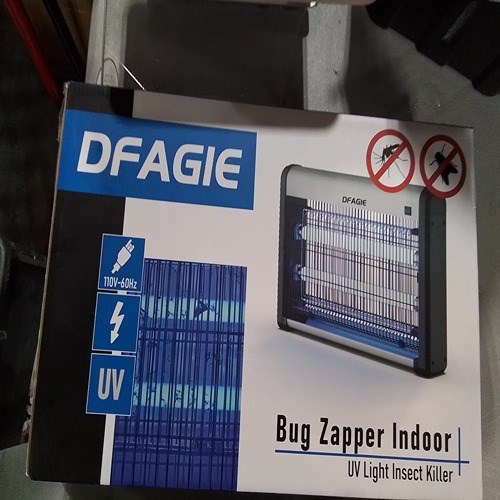 DFAGIE
DFAGIE
110V-60Hz
UV
Bug Zapper Indoor
UV Light Insect Killer